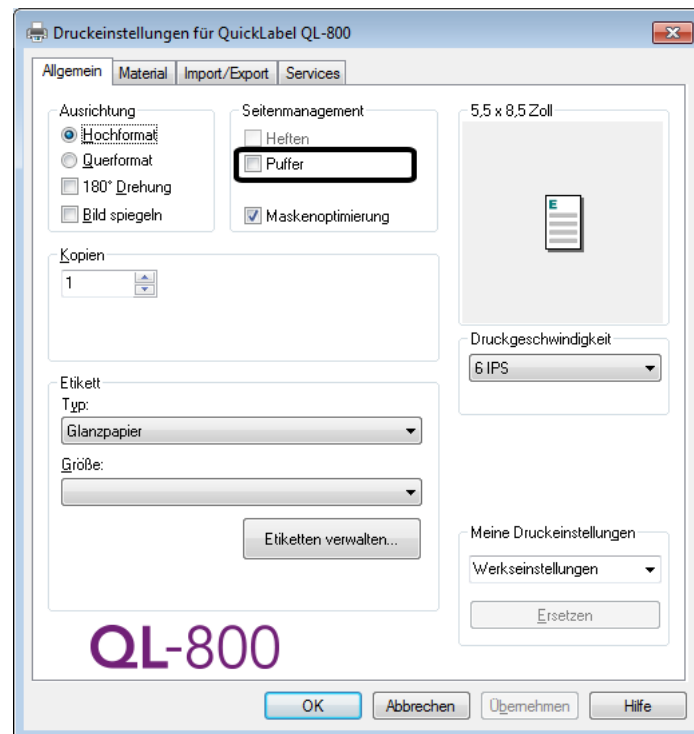 Druckeinstellungen für QuickLabel QL-800
Allgemein Material Import/Export Services
Ausrichtung
Hochformat
Querformat
180° Drehung
Bild spiegeln
Seitenmanagement
Heften
Puffer
Maskenoptimierung
5,5 x 8,5 Zoll
E
Kopien
1
Druckgeschwindigkeit
6 IPS
Etikett
Typ:
Glanzpapier
Größe:
Etiketten verwalten...
Meine Druckeinstellungen
Werkseinstellungen
Ersetzen
QL-800
OK Abbrechen Übernehmen Hilfe